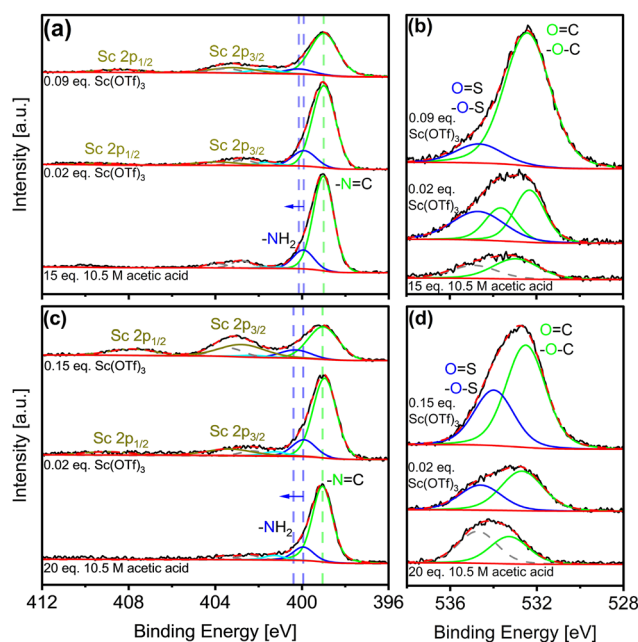 (a)
Sc 2p1/2
Sc 2p3/2
0.09 eq. Sc(OTf)3
Sc 2p1/2
Sc 2p3/2
0.02 eq. Sc(OTf)3
-N=C
-NH2
15 eq. 10.5 M acetic acid
Intensity [a.u.]
(b)
O=C
-O-C
O=S
-O-S
0.09 eq.
Sc(OTf)3
0.02 eq.
Sc(OTf)3
15 eq. 10.5 M acetic acid
(c)
Sc 2p1/2
Sc 2p3/2
0.15 eq. Sc(OTf)3
Sc 2p1/2
Sc 2p3/2
0.02 eq. Sc(OTf)3
-N=C
-NH2
20 eq. 10.5 M acetic acid
Intensity [a.u.]
412 408 404 400 396
Binding Energy [eV]
(d)
O=C
-O-C
O=S
-O-S
0.15 eq.
Sc(OTf)3
0.02 eq.
Sc(OTf)3
20 eq. 10.5 M acetic acid
536 532 528
Binding Energy [eV]